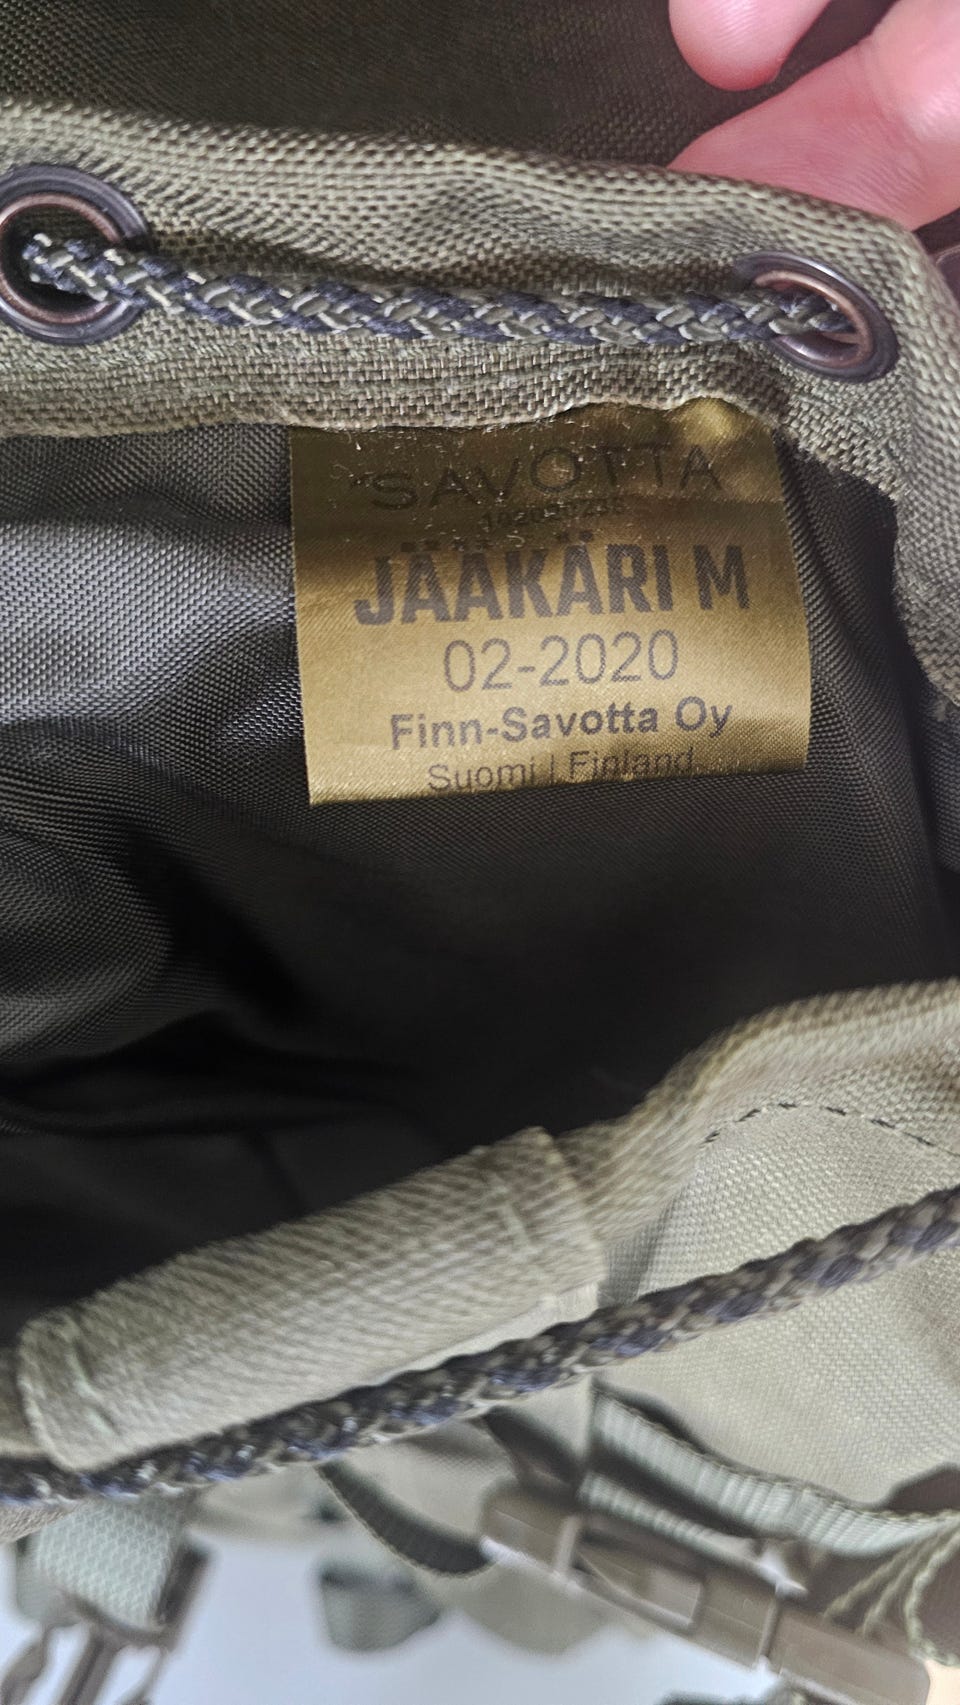 SAVOTTA
JÄÄKÄRI M
02-2020
Finn-Savotta Oy
Suomi | Finland